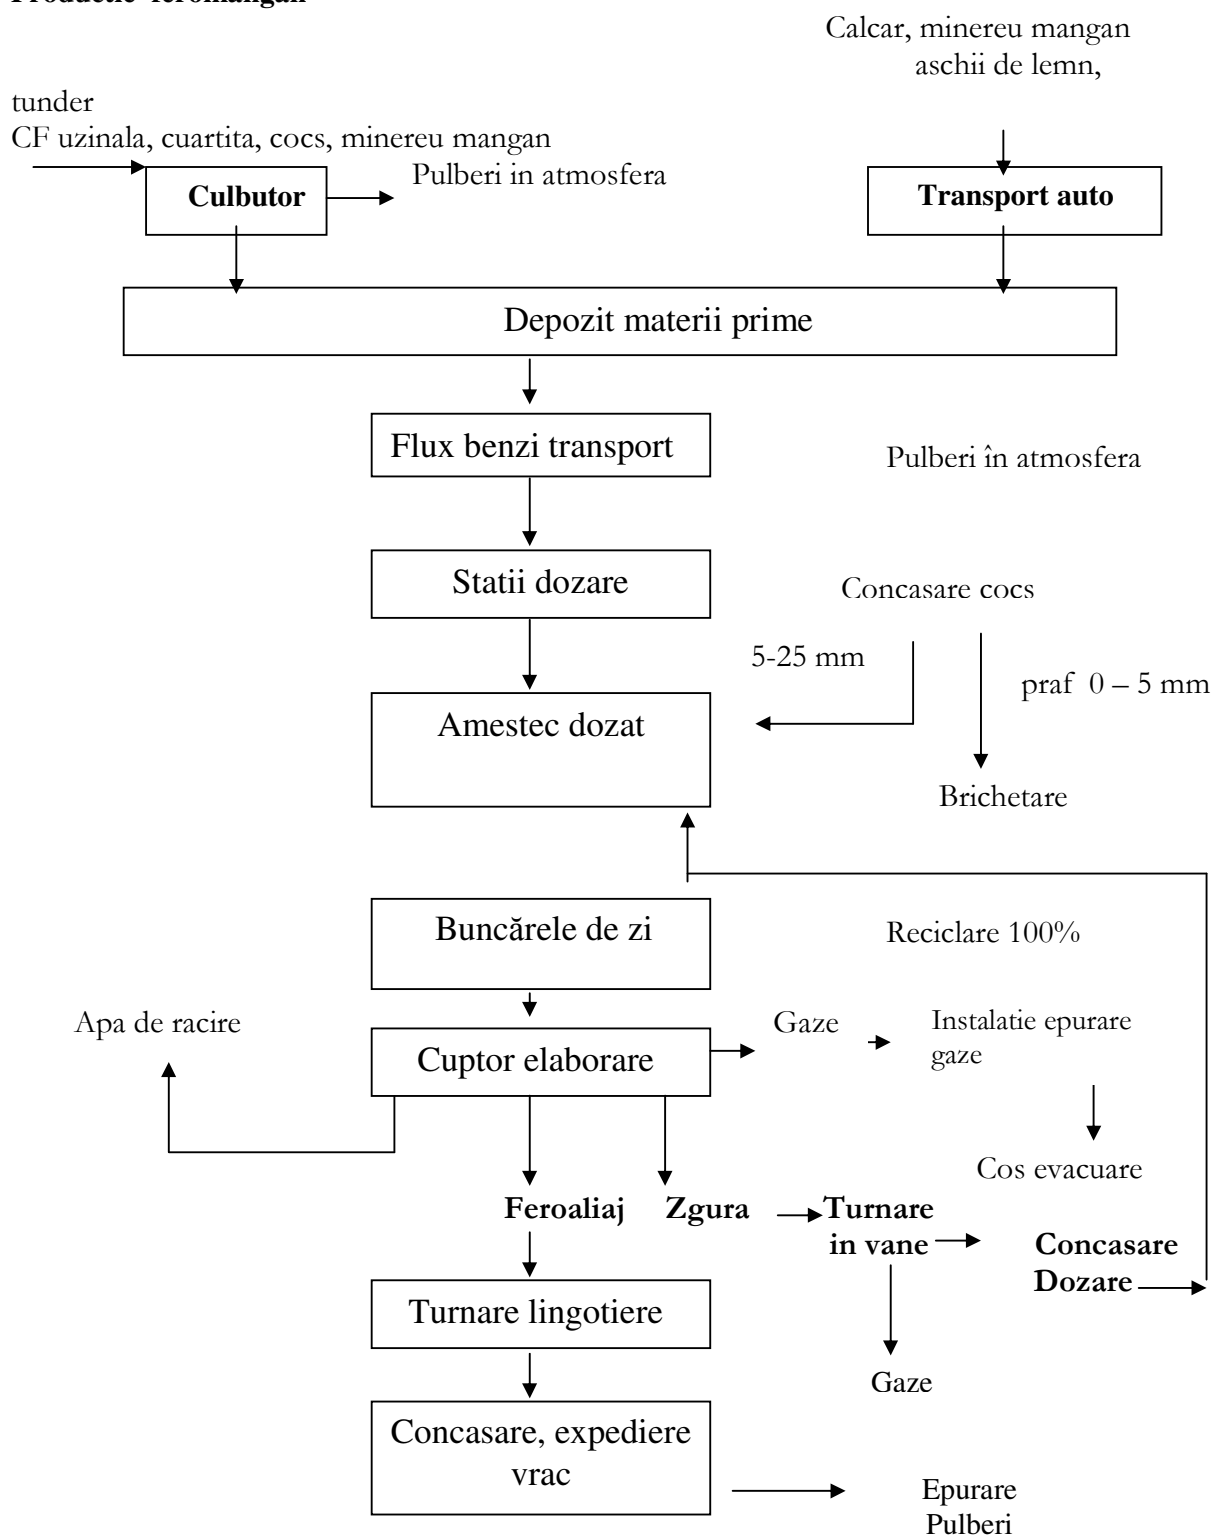 Productie feromangan
Calcar, minereu mangan
aschii de lemn,
tunder
CF uzinala, cuartita, cocs, minereu mangan
Culbutor
Pulberi in atmosfera
Transport auto
Depozit materii prime
Flux benzi transport
Pulberi în atmosfera
Statii dozare
Concasare cocs
5-25 mm
praf 0 – 5 mm
Amestec dozat
Brichetare
Buncărele de zi
Reciclare 100%
Apa de racire
Cuptor elaborare
Gaze
Instalatie epurare
gaze
Cos evacuare
Feroaliaj
Zgura
Turnare
in vane
Concasare
Dozare
Turnare lingotiere
Gaze
Concasare, expediere
vrac
Epurare
Pulberi